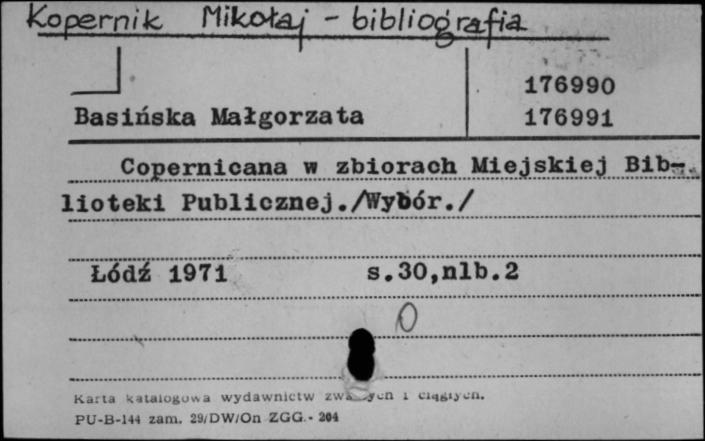 Kopernik Mikołaj - bibliografia
176990
Basińska Małgorzata 176991
Copernicana w zbiorach Miejskiej Bib-
lioteki Publicznej./Wybór./
Łódź 1971 s.30,nlb.2
0
Karta katalogowa wydawnictw i ciągłych.
PU-B-144 zam. 29/DW/On ZGG.- 204